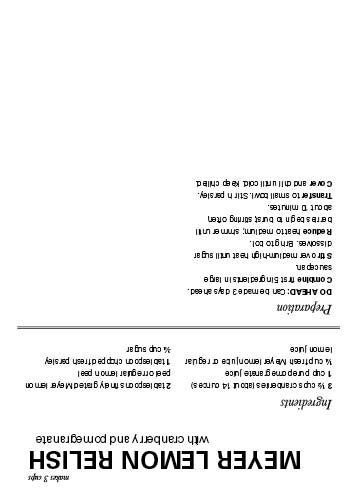 makes 3 cups
MEYER LEMON RELISH
with cranberry and pomegranate
Ingredients
3 ½ cups cranberries (about 14 ounces)
1 cup pure pomegranate juice
¼ cup fresh Meyer lemon juice or regular
lemon juice
2 tablespoons finely grated Meyer lemon
peel or regular lemon peel
1 tablespoon chopped fresh parsley
¾ cup sugar
Preparation
DO AHEAD: Can be made 3 days ahead.
Combine first 5 ingredients in large
saucepan.
Stir over medium-high heat until sugar
dissolves. Bring to boil.
Reduce heat to medium; simmer until
berries begin to burst, stirring often,
about 10 minutes.
Transfer to small bowl. Stir in parsley.
Cover and chill until cold. Keep chilled.